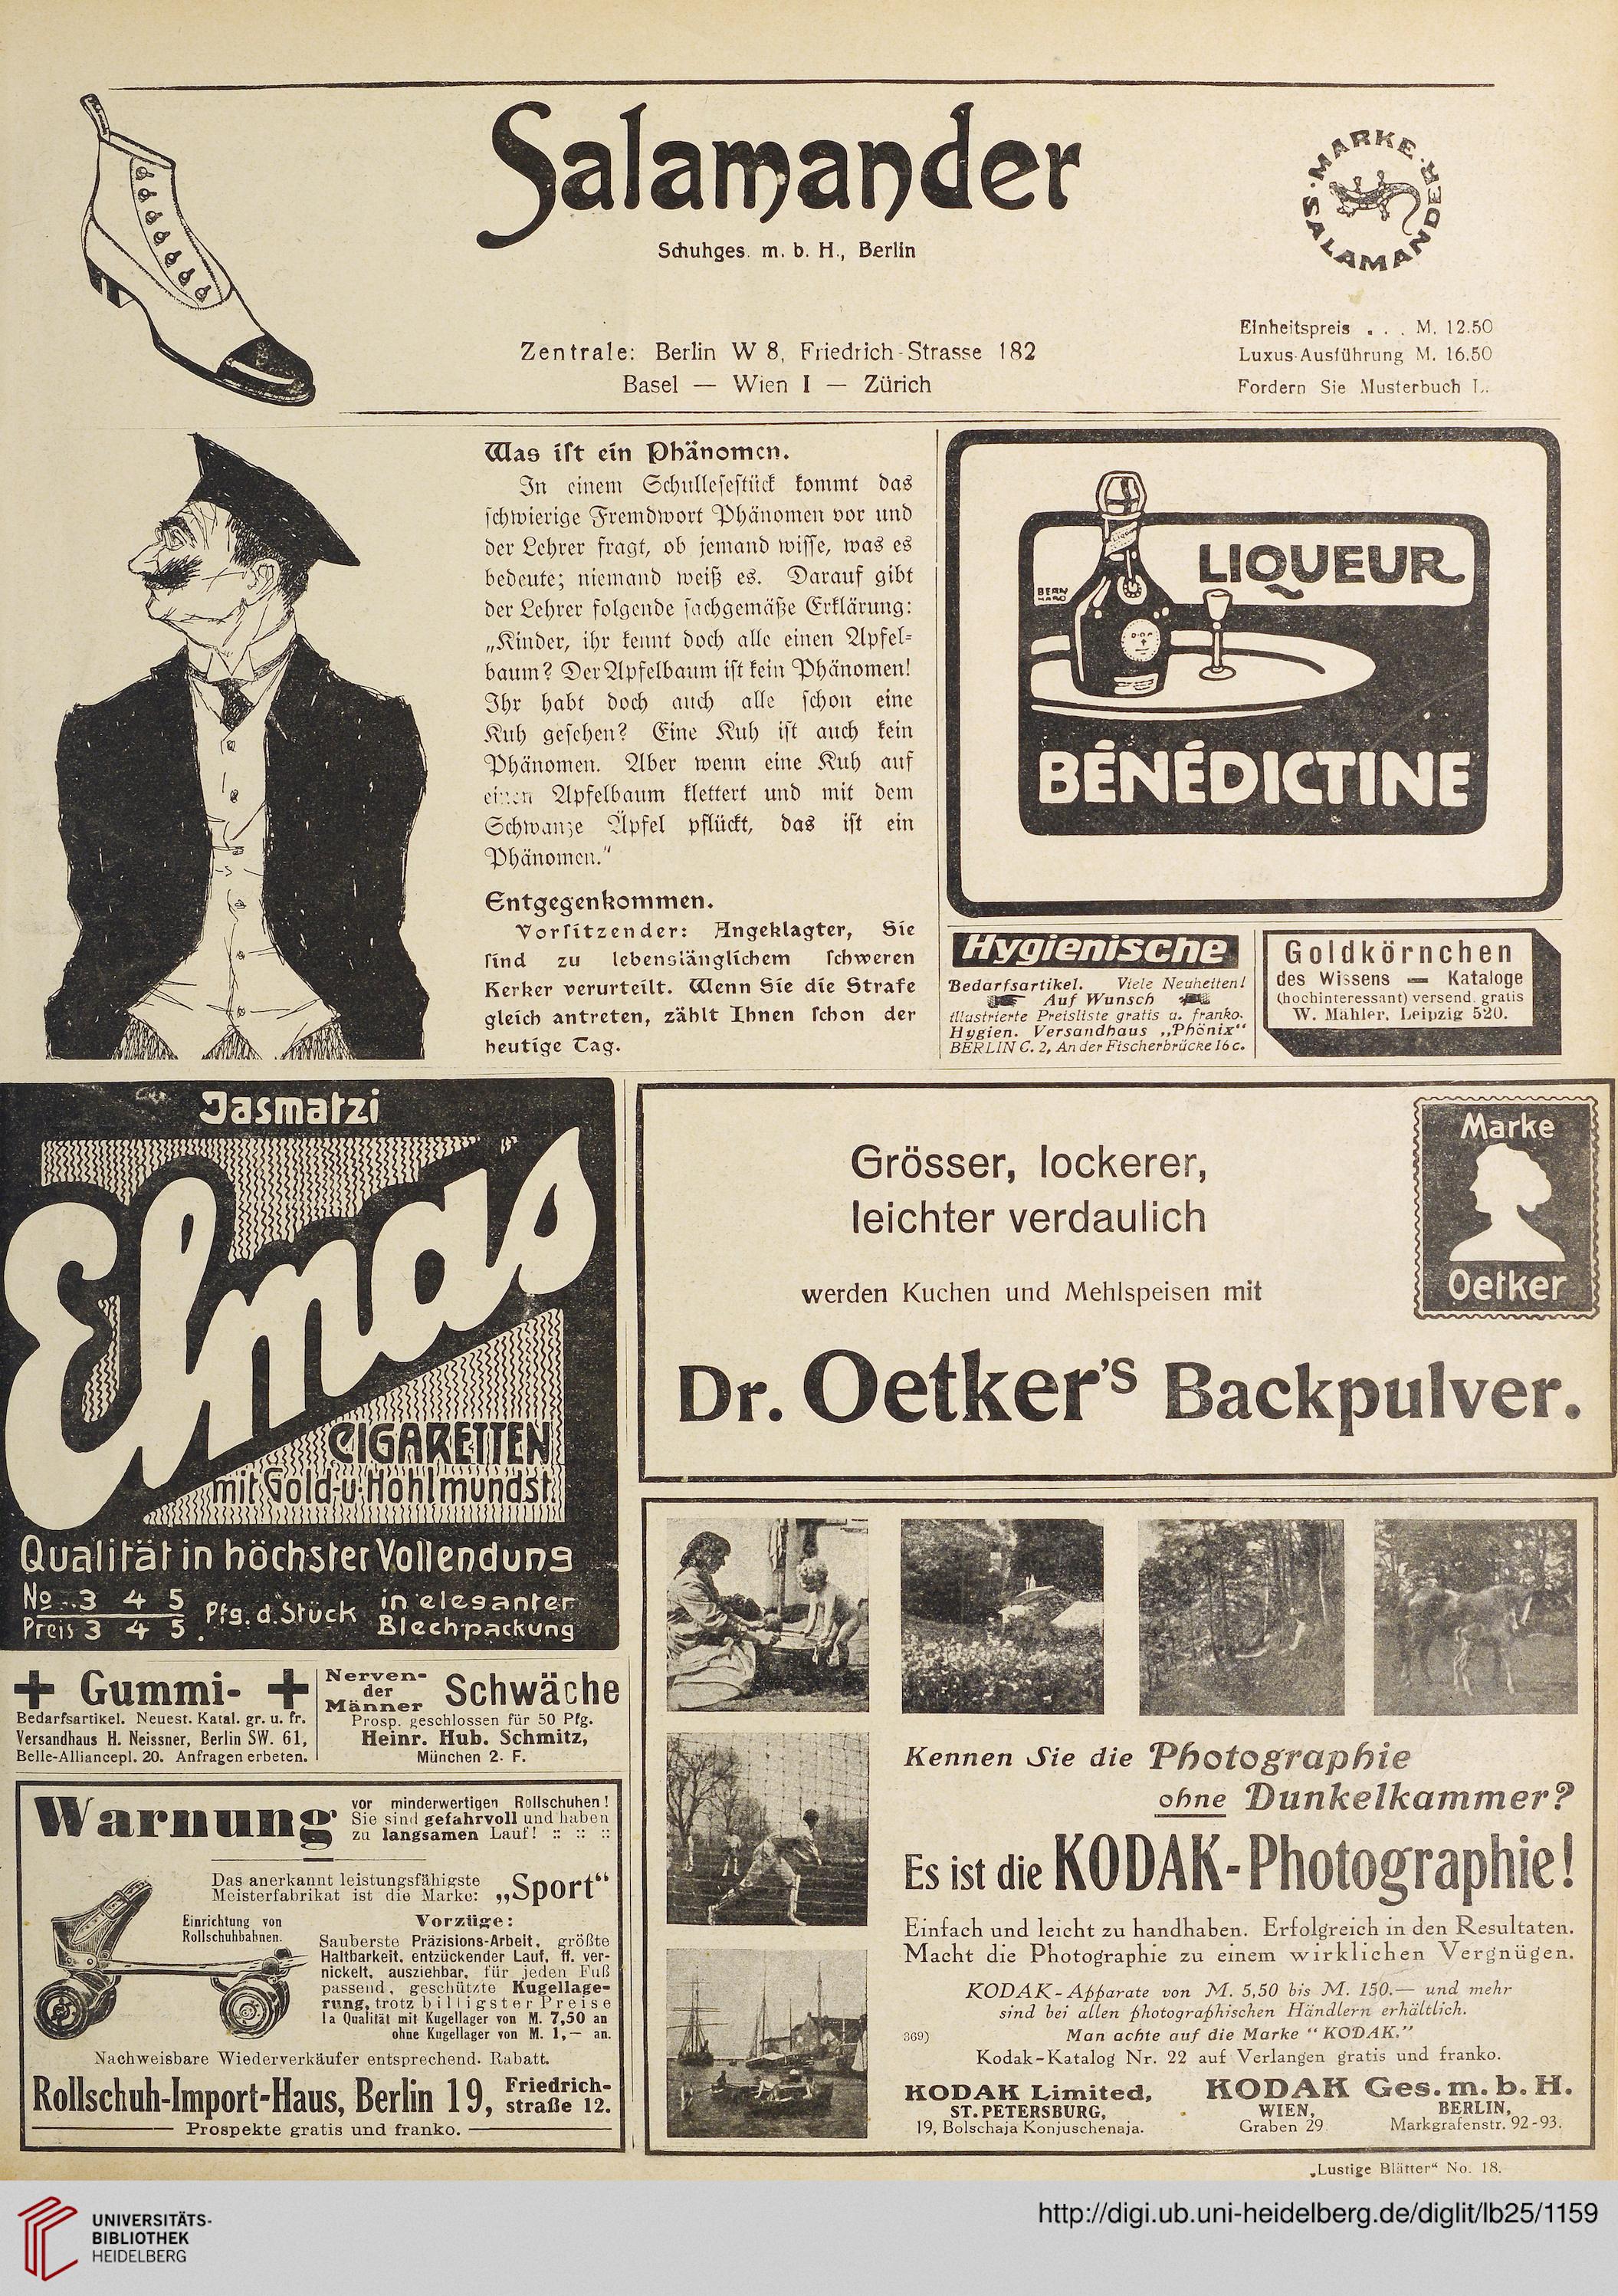 Salamander
Schuhges. m. b. H., Berlin
MARKE SALAMANDER
Zentrale: Berlin W 8, Friedrich-Strasse 182
Basel — Wien I — Zürich
Einheitspreis . . . M. 12.50
Luxus-Ausführung M. 16.50
Fordern Sie Musterbuch L.
Was ist ein Phänomen.
In einem Schullesestück kommt das
schwierige Fremdwort Phänomen vor und
der Lehrer fragt, ob jemand wisse, was es
bedeute; niemand weiß es. Darauf gibt
der Lehrer folgende sachgemäße Erklärung:
„Kinder, ihr kennt doch alle einen Apfel-
baum? Der Apfelbaum ist kein Phänomen!
Ihr habt doch auch alle schon eine
Kuh gesehen? Eine Kuh ist auch kein
Phänomen. Aber wenn eine Kuh auf
einen Apfelbaum klettert und mit dem
Schwanze Äpfel pflückt, das ist ein
Phänomen.“
Entgegenkommen.
Vorsitzender: Angeklagter, Sie
sind zu lebenslänglichem schweren
Kerker verurteilt. Wenn Sie die Strafe
gleich antreten, zählt Ihnen schon der
heutige Tag.
LIQUEUR
BERN
HARD
BÉNÉDICTINE
Hygienische
Bedarfsartikel. Viele Neuheiten!
Auf Wunsch
illustrierte Preisliste gratis u. franko.
Hygien. Versandhaus „Phönix“
BERLIN C. 2, An der Fischerbrücke 16c.
Goldkörnchen
des Wissens — Kataloge
(hochinteressant) versend. gratis
W. Mähler, Leipzig 520.
Jasmatzi
Elmas
CIGARETTEN
mit Gold-u. Hohlmundst.
Qualität in höchster Vollendung
No 3 4 5
Preis 3 4 5 Pfg. d. Stück
in eleganter
Blechpackung
Grösser, lockerer,
leichter verdaulich
werden Kuchen und Mehlspeisen mit
Dr. Oetker's Backpulver.
Marke
Oetker
+ Gummi- +
Bedarfsartikel. Neuest. Katal. gr. u. fr.
Versandhaus H. Neissner, Berlin SW. 61,
Belle-Alliancepl. 20. Anfragen erbeten.
Nerven-
der
Männer
Schwäche
Prosp. geschlossen für 50 Pfg.
Heinr. Hub. Schmitz,
München 2. F.
Warnung
vor minderwertigen Rollschuhen!
Sie sind gefahrvoll und haben
zu langsamen Lauf! :: :: ::
Das anerkannt leistungsfähigste
Meisterfabrikat ist die Marke: „Sport“
Einrichtung von
Rollschuhbahnen.
Vorzüge:
Sauberste Präzisions-Arbeit, größte
Haltbarkeit, entzückender Lauf, ff. ver-
nickelt, ausziehbar, für jeden Fuß
passend, geschützte Kugellage-
rung, trotz billigster Preise
Ia Qualität mit Kugellager von M. 7,50 an
ohne Kugellager von M. 1,— an.
Nachweisbare Wiederverkäufer entsprechend. Rabatt.
Rollschuh-Import-Haus, Berlin 19, Friedrich-
straße 12.
Prospekte gratis und franko.
Kennen Sie die Photographie
ohne Dunkelkammer?
Es ist die KODAK-Photographie!
Einfach und leicht zu handhaben. Erfolgreich in den Resultaten.
Macht die Photographie zu einem wirklichen Vergnügen.
KODAK-Apparate von M. 5,50 bis M. 150.— und mehr
sind bei allen photographischen Händlern erhältlich.
369)
Man achte auf die Marke “KODAK.”
Kodak-Katalog Nr. 22 auf Verlangen gratis und franko.
KODAK Limited,
ST. PETERSBURG,
19, Bolschaja Konjuschenaja.
KODAK Ges. m. b. H.
WIEN,
Graben 29.
BERLIN,
Markgrafenstr. 92-93.
„Lustige Blätter“ No. 18.
UNIVERSITÄTS-
BIBLIOTHEK
HEIDELBERG
http://digi.ub.uni-heidelberg.de/diglit/lb25/1159